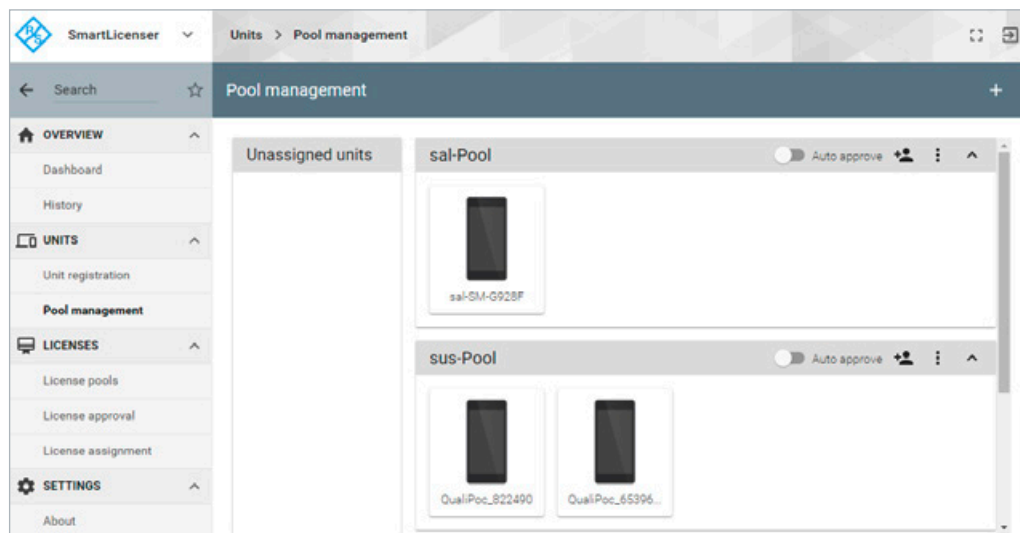 R S
SmartLicenser
Units > Pool management
Search
Pool management
OVERVIEW
Dashboard
History
UNITS
Unit registration
Pool management
LICENSES
License pools
License approval
License assignment
SETTINGS
About
Unassigned units
sal-Pool
Auto approve
sal-SM-G928F
sus-Pool
Auto approve
QualiPoc_822490
QualiPoc_65396...